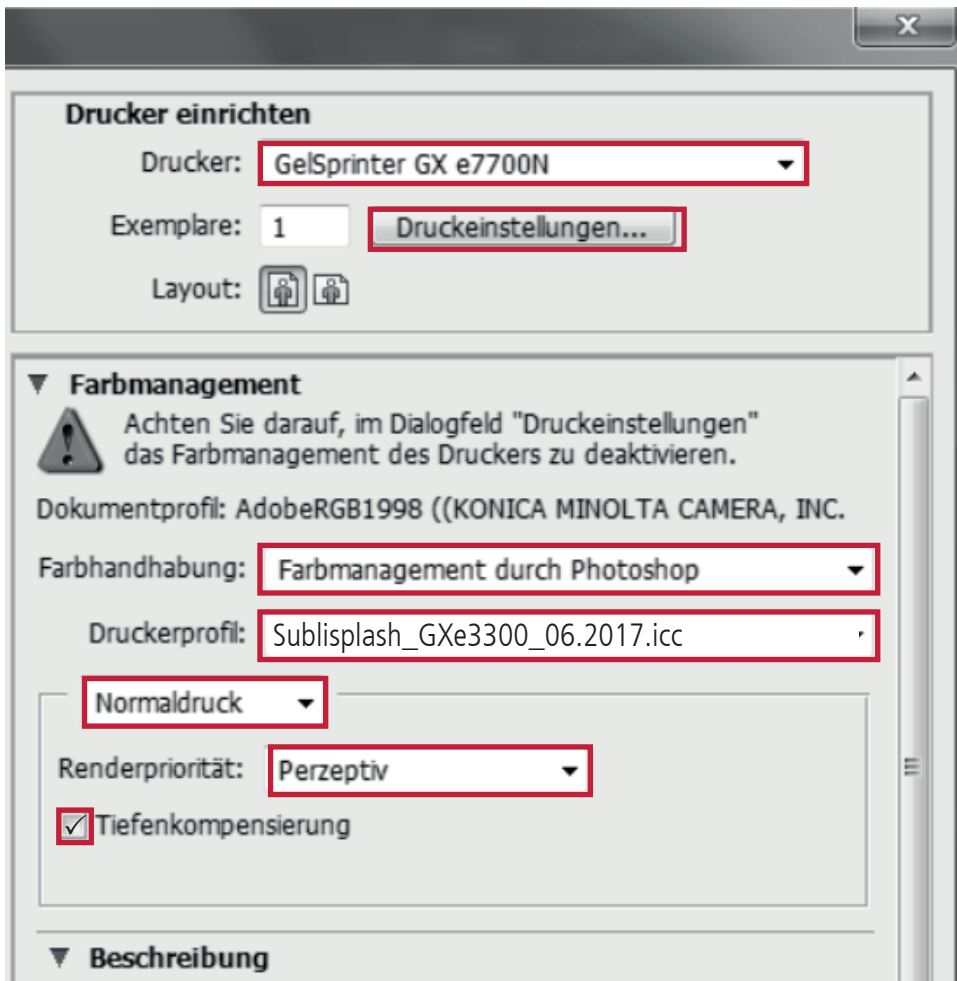 Drucker einrichten
Drucker: GelSprinter GX e7700N
Exemplare: 1 Druckeinstellungen...
Layout:
Farbmanagement
Achten Sie darauf, im Dialogfeld "Druckeinstellungen"
das Farbmanagement des Druckers zu deaktivieren.
Dokumentprofil: AdobeRGB1998 ((KONICA MINOLTA CAMERA, INC.
Farbhandhabung: Farbmanagement durch Photoshop
Druckerprofil: Sublisplash_GXe3300_06.2017.icc
Normaldruck
Renderpriorität: Perzeptiv
Tiefenkompensierung
Beschreibung